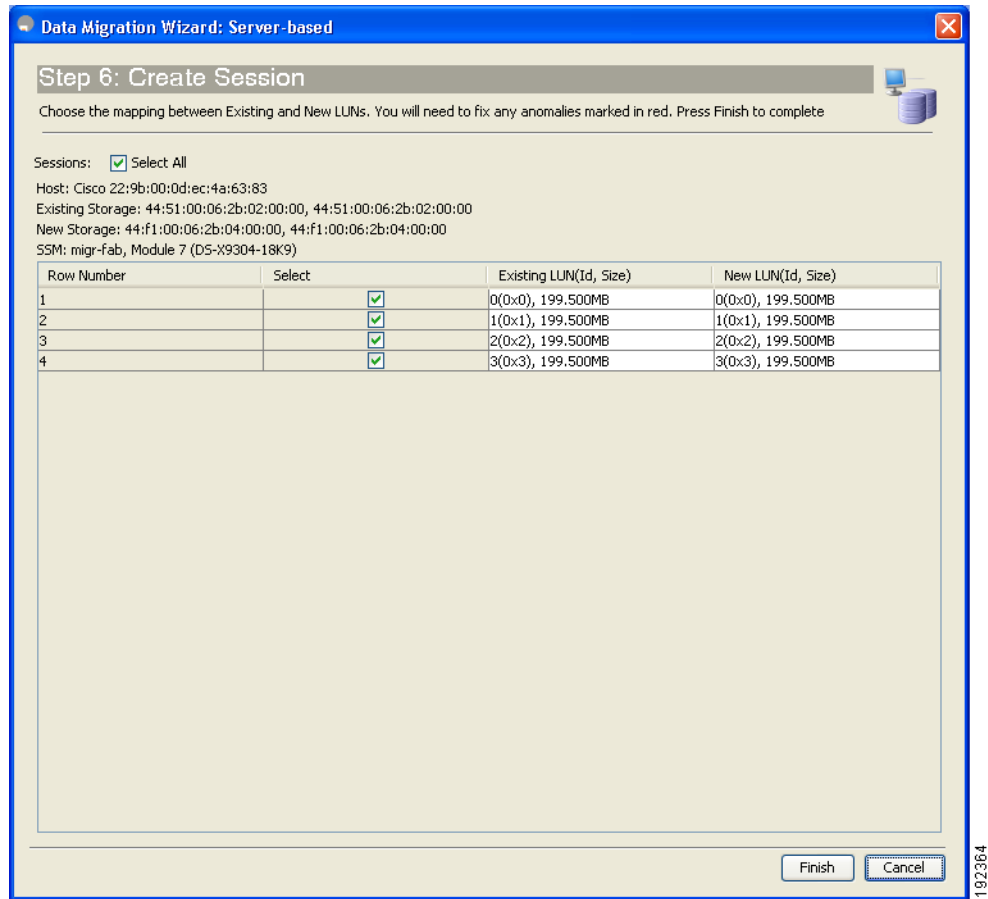 Data Migration Wizard: Server-based
Step 6: Create Session
Choose the mapping between Existing and New LUNs. You will need to fix any anomalies marked in red. Press Finish to complete
Sessions: Select All
Host: Cisco 22:9b:00:0d:ec:4a:63:83
Existing Storage: 44:51:00:06:2b:02:00:00, 44:51:00:06:2b:02:00:00
New Storage: 44:f1:00:06:2b:04:00:00, 44:f1:00:06:2b:04:00:00
SSM: migr-fab, Module 7 (DS-X9304-18K9)
Row Number Select Existing LUN(Id, Size) New LUN(Id, Size)
1 0(0x0), 199.500MB 0(0x0), 199.500MB
2 1(0x1), 199.500MB 1(0x1), 199.500MB
3 2(0x2), 199.500MB 2(0x2), 199.500MB
4 3(0x3), 199.500MB 3(0x3), 199.500MB
Finish Cancel
192364